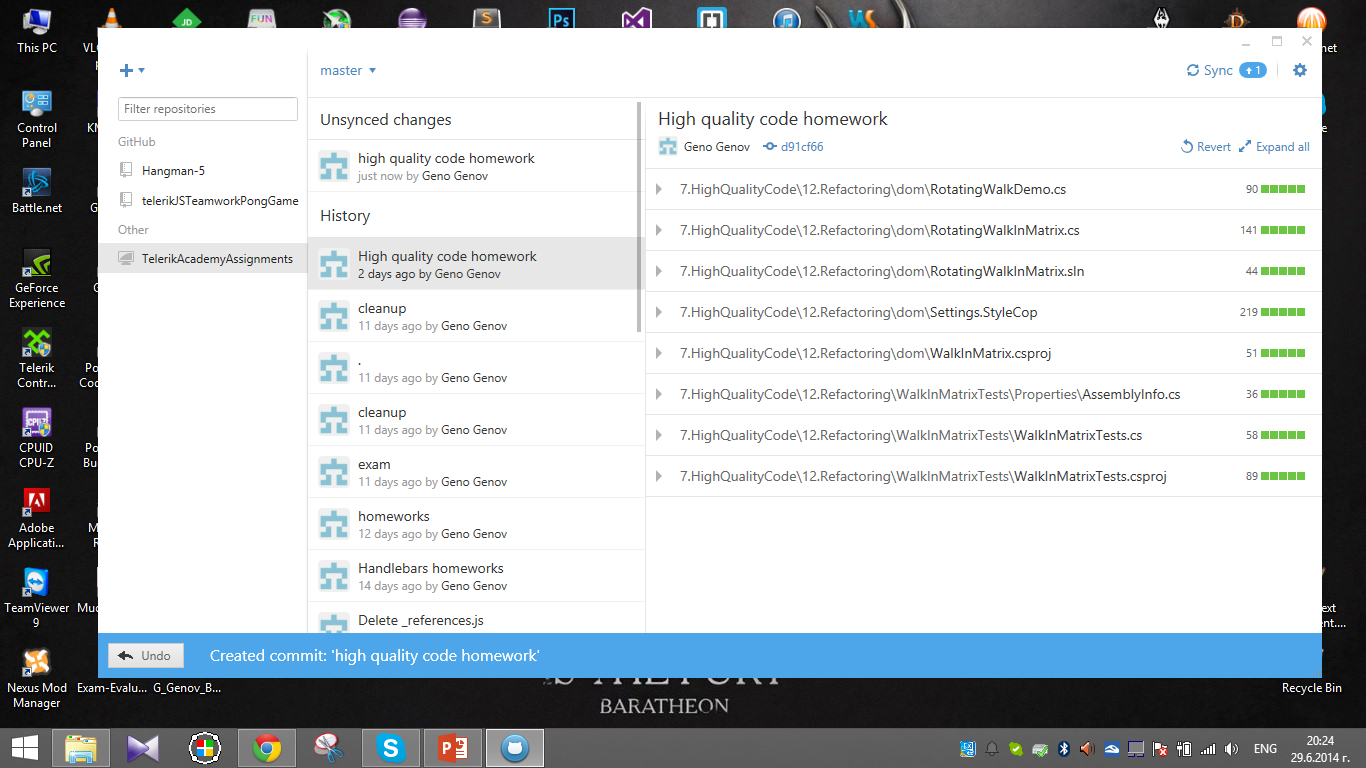 This PC
VLC
JD
FUN
S
Ps
D
net
Control
Panel
Battle.net
GeForce
Experience
Telerik
Contr...
CPUID
CPU-Z
Adobe
Applicati...
TeamViewer
9
Nexus Mod
Manager
Exam-Evalu...
G_Genov_B...
Recycle Bin
Filter repositories
GitHub
Hangman-5
telerikJSTeamworkPongGame
Other
TelerikAcademyAssignments
master
Sync
1
Unsynced changes
high quality code homework
just now by Geno Genov
History
High quality code homework
2 days ago by Geno Genov
cleanup
11 days ago by Geno Genov
.
11 days ago by Geno Genov
cleanup
11 days ago by Geno Genov
exam
11 days ago by Geno Genov
homeworks
12 days ago by Geno Genov
Handlebars homeworks
14 days ago by Geno Genov
Delete _references.js
High quality code homework
Geno Genov d91cf66 Revert Expand all
7.HighQualityCode\12.Refactoring\dom\RotatingWalkDemo.cs 90
7.HighQualityCode\12.Refactoring\dom\RotatingWalkInMatrix.cs 141
7.HighQualityCode\12.Refactoring\dom\RotatingWalkInMatrix.sln 44
7.HighQualityCode\12.Refactoring\dom\Settings.StyleCop 219
7.HighQualityCode\12.Refactoring\dom\WalkInMatrix.csproj 51
7.HighQualityCode\12.Refactoring\WalkInMatrixTests\Properties\AssemblyInfo.cs 36
7.HighQualityCode\12.Refactoring\WalkInMatrixTests\WalkInMatrixTests.cs 58
7.HighQualityCode\12.Refactoring\WalkInMatrixTests\WalkInMatrixTests.csproj 89
Undo
Created commit: 'high quality code homework'
BARATHEON
ENG
20:24
29.6.2014 г.